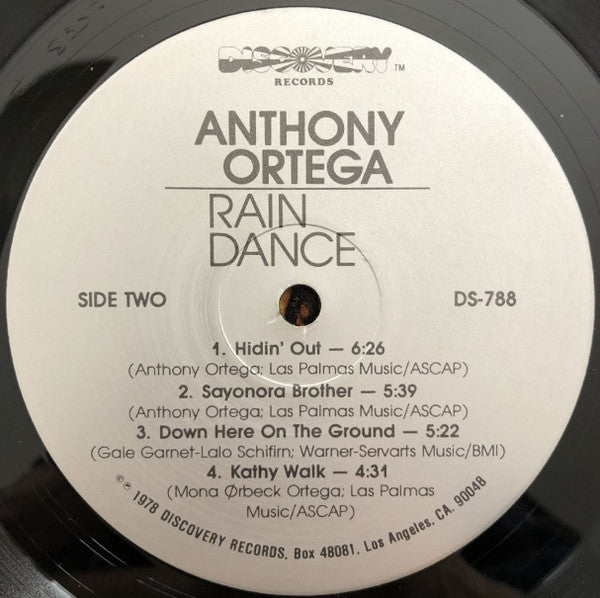 DISCOVERY TM
RECORDS
ANTHONY
ORTEGA
RAIN
DANCE
SIDE TWO DS-788
1. Hidin' Out — 6:26
(Anthony Ortega; Las Palmas Music/ASCAP)
2. Sayonora Brother — 5:39
(Anthony Ortega; Las Palmas Music/ASCAP)
3. Down Here On The Ground — 5:22
(Gale Garnet-Lalo Schifirn; Warner-Servarts Music/BMI)
4. Kathy Walk — 4:31
(Mona Ørbeck Ortega; Las Palmas
Music/ASCAP)
©℗ 1978 DISCOVERY RECORDS, Box 48081, Los Angeles, CA. 90048